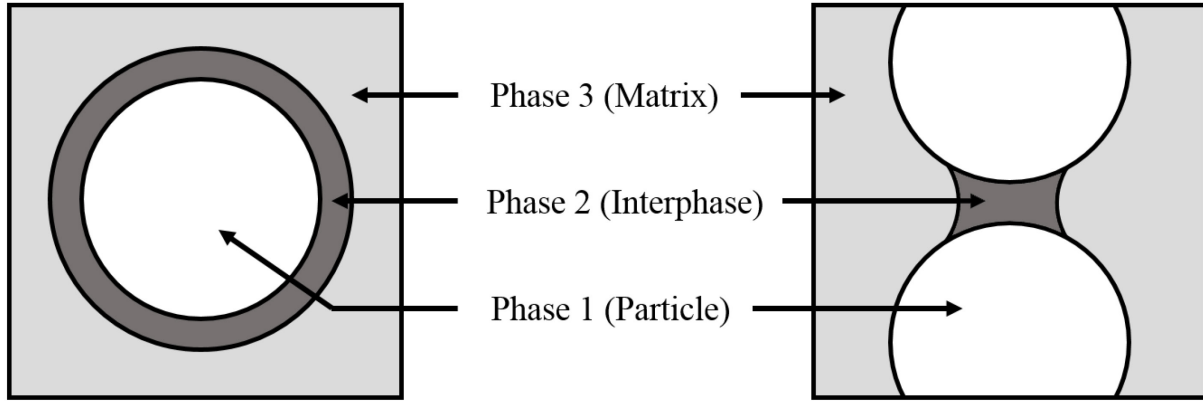 Phase 3 (Matrix)
Phase 2 (Interphase)
Phase 1 (Particle)